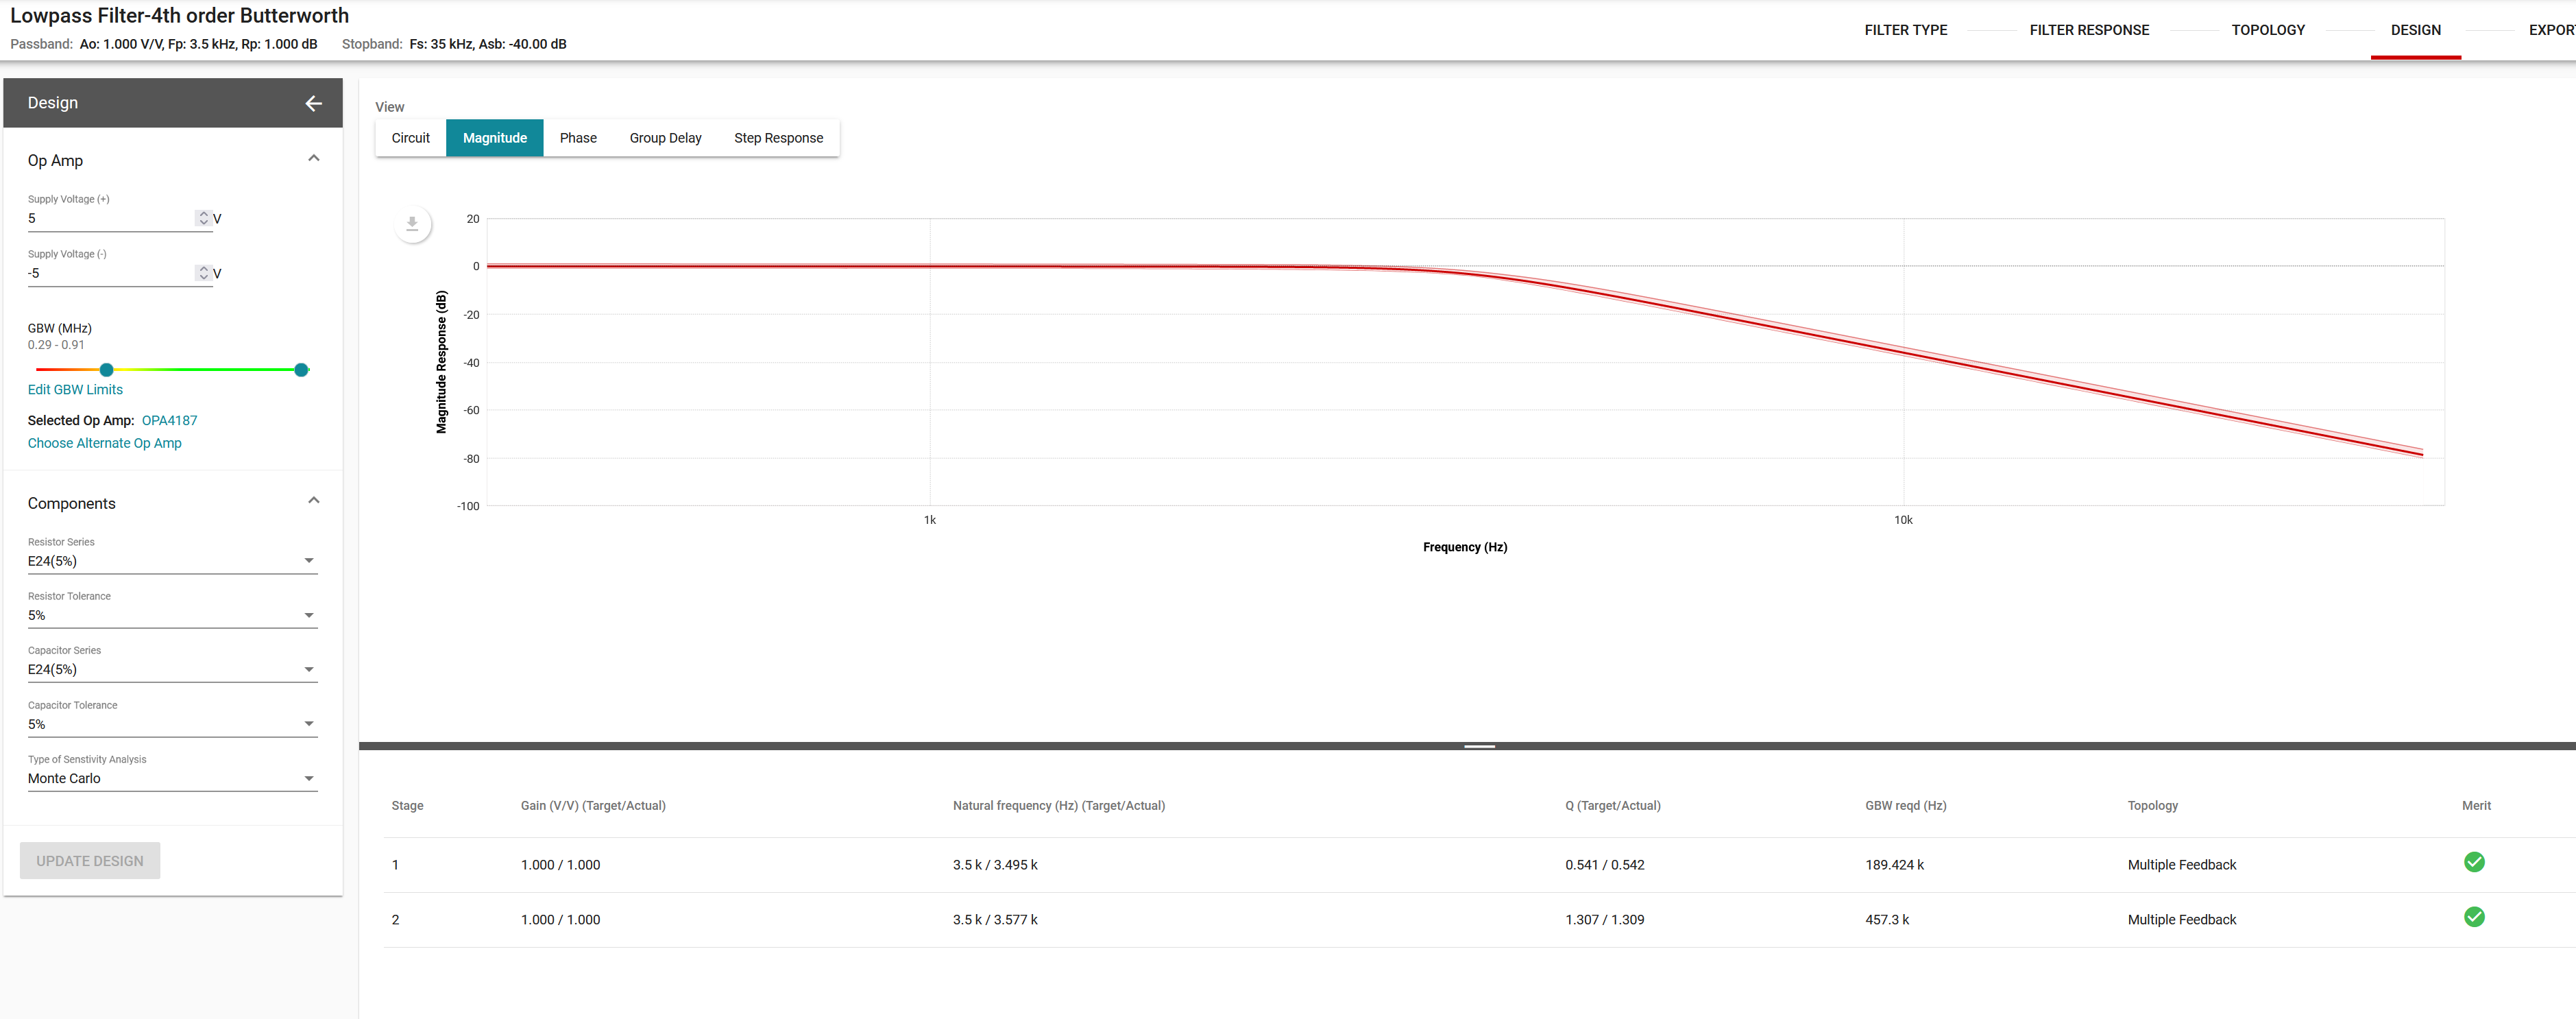 Lowpass Filter-4th order Butterworth
Passband: Ao: 1.000 V/V, Fp: 3.5 kHz, Rp: 1.000 dB Stopband: Fs: 35 kHz, Asb: -40.00 dB
FILTER TYPE FILTER RESPONSE TOPOLOGY DESIGN EXPOR
Design
Op Amp
Supply Voltage (+)
5 V
Supply Voltage (-)
-5 V
GBW (MHz)
0.29 - 0.91
Edit GBW Limits
Selected Op Amp: OPA4187
Choose Alternate Op Amp
Components
Resistor Series
E24(5%)
Resistor Tolerance
5%
Capacitor Series
E24(5%)
Capacitor Tolerance
5%
Type of Senstivity Analysis
Monte Carlo
UPDATE DESIGN
View
Circuit Magnitude Phase Group Delay Step Response
Magnitude Response (dB)
20
0
-20
-40
-60
-80
-100
1k 10k
Frequency (Hz)
Stage Gain (V/V) (Target/Actual) Natural frequency (Hz) (Target/Actual) Q (Target/Actual) GBW reqd (Hz) Topology Merit
1 1.000 / 1.000 3.5 k / 3.495 k 0.541 / 0.542 189.424 k Multiple Feedback
2 1.000 / 1.000 3.5 k / 3.577 k 1.307 / 1.309 457.3 k Multiple Feedback